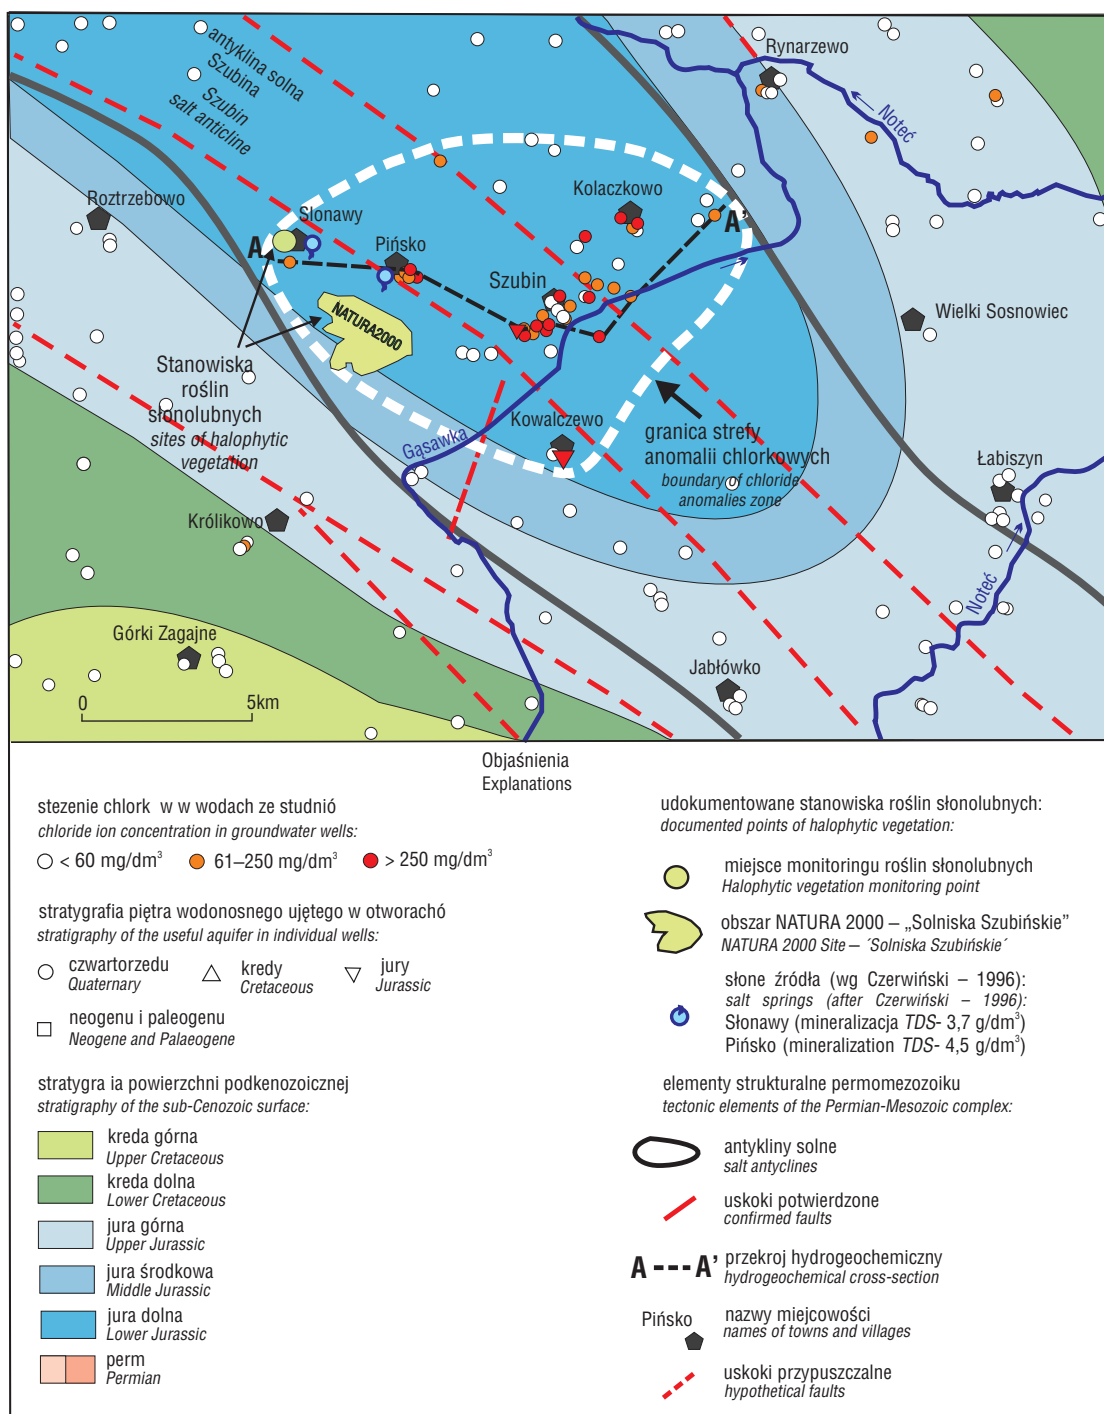 antyklina solna
Szubina
Szubin
salt anticline
Rynarzewo
Noteć
Roztrzebowo
Słonawy
Kolaczkowo
A
A'
Pińsko
Szubin
NATURA2000
Wielki Sosnowiec
Stanowiska
roślin
słonolubnych
sites of halophytic
vegetation
Kowalczewo
Gąsawka
granica strefy
anomalii chlorkowych
boundary of chloride
anomalies zone
Łabiszyn
Królikowo
Noteć
Górki Zagajne
Jabłówko
0 5km
Objaśnienia
Explanations
stezenie chlork w w wodach ze studnió
chloride ion concentration in groundwater wells:
< 60 mg/dm³ 61–250 mg/dm³ > 250 mg/dm³
stratygrafia piętra wodonosnego ujętego w otworachó
stratigraphy of the useful aquifer in individual wells:
czwartorzedu
Quaternary
kredy
Cretaceous
jury
Jurassic
neogenu i paleogenu
Neogene and Palaeogene
stratygra ia powierzchni podkenozoicznej
stratigraphy of the sub-Cenozoic surface:
kreda górna
Upper Cretaceous
kreda dolna
Lower Cretaceous
jura górna
Upper Jurassic
jura środkowa
Middle Jurassic
jura dolna
Lower Jurassic
perm
Permian
udokumentowane stanowiska roślin słonolubnych:
documented points of halophytic vegetation:
miejsce monitoringu roślin słonolubnych
Halophytic vegetation monitoring point
obszar NATURA 2000 – „Solniska Szubińskie”
NATURA 2000 Site – ´Solniska Szubińskie´
słone źródła (wg Czerwiński – 1996):
salt springs (after Czerwiński – 1996):
Słonawy (mineralizacja TDS- 3,7 g/dm³)
Pińsko (mineralization TDS- 4,5 g/dm³)
elementy strukturalne permomezozoiku
tectonic elements of the Permian-Mesozoic complex:
antykliny solne
salt antyclines
uskoki potwierdzone
confirmed faults
A A' przekroj hydrogeochemiczny
hydrogeochemical cross-section
Pińsko nazwy miejcowości
names of towns and villages
uskoki przypuszczalne
hypothetical faults